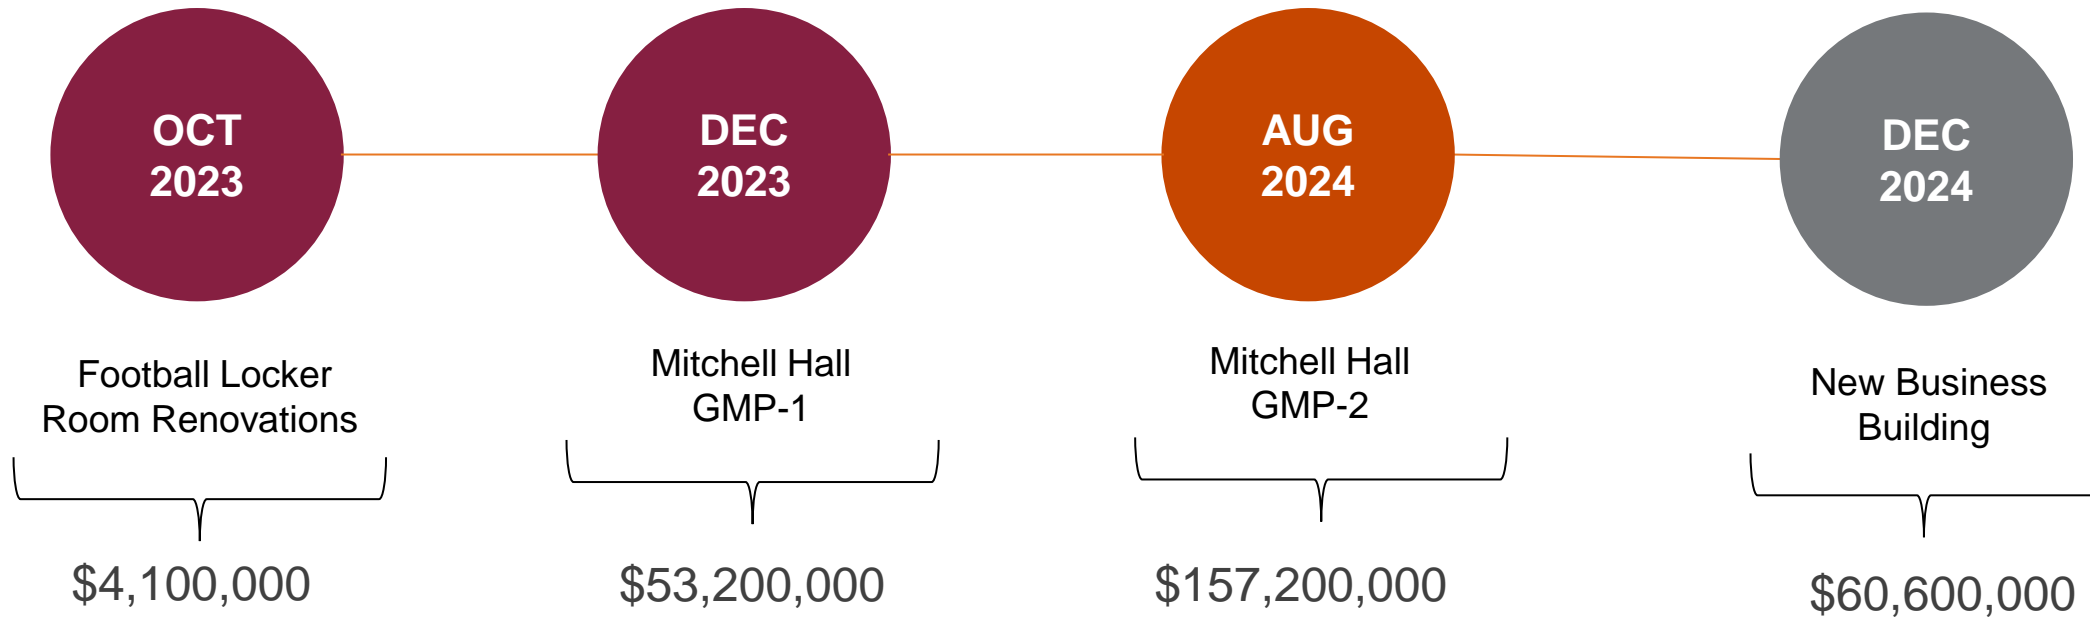 OCT
2023
DEC
2023
AUG
2024
DEC
2024
Football Locker
Room Renovations
Mitchell Hall
GMP-1
Mitchell Hall
GMP-2
New Business
Building
$4,100,000
$53,200,000
$157,200,000
$60,600,000